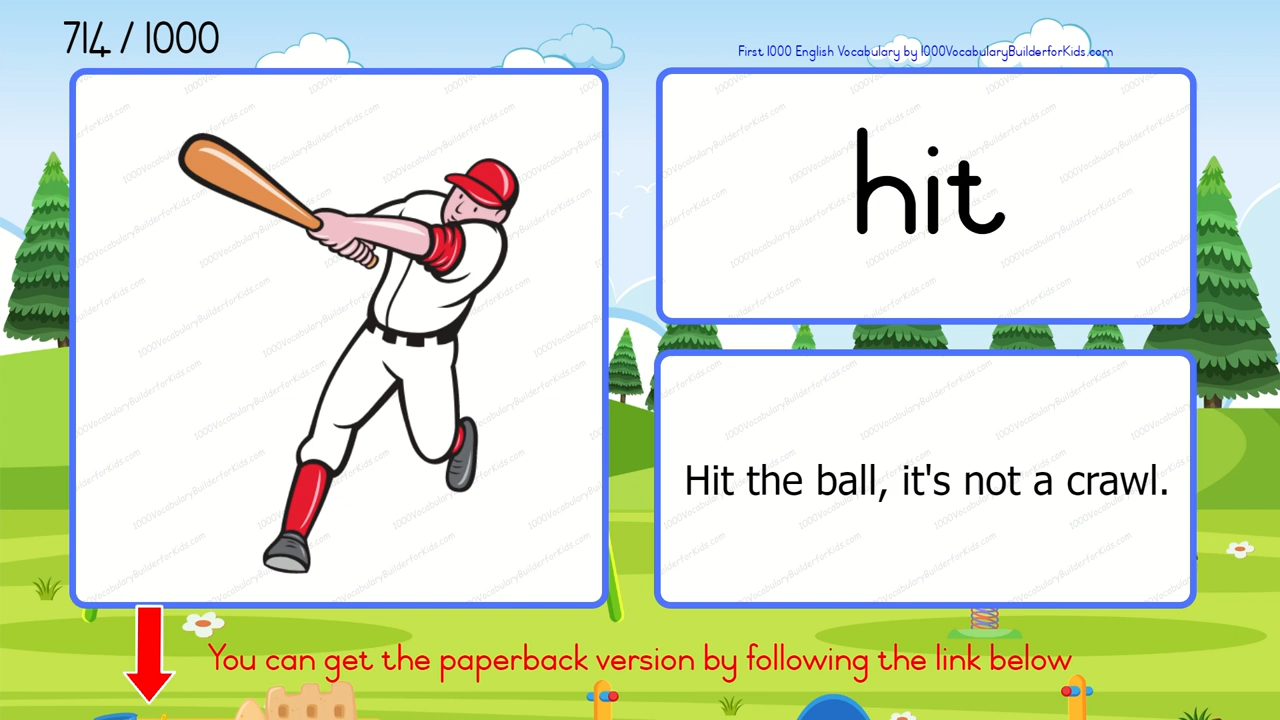 714 / 1000
First 1000 English Vocabulary by 1000VocabularyBuilderforKids.com
hit
Hit the ball, it's not a crawl.
You can get the paperback version by following the link below